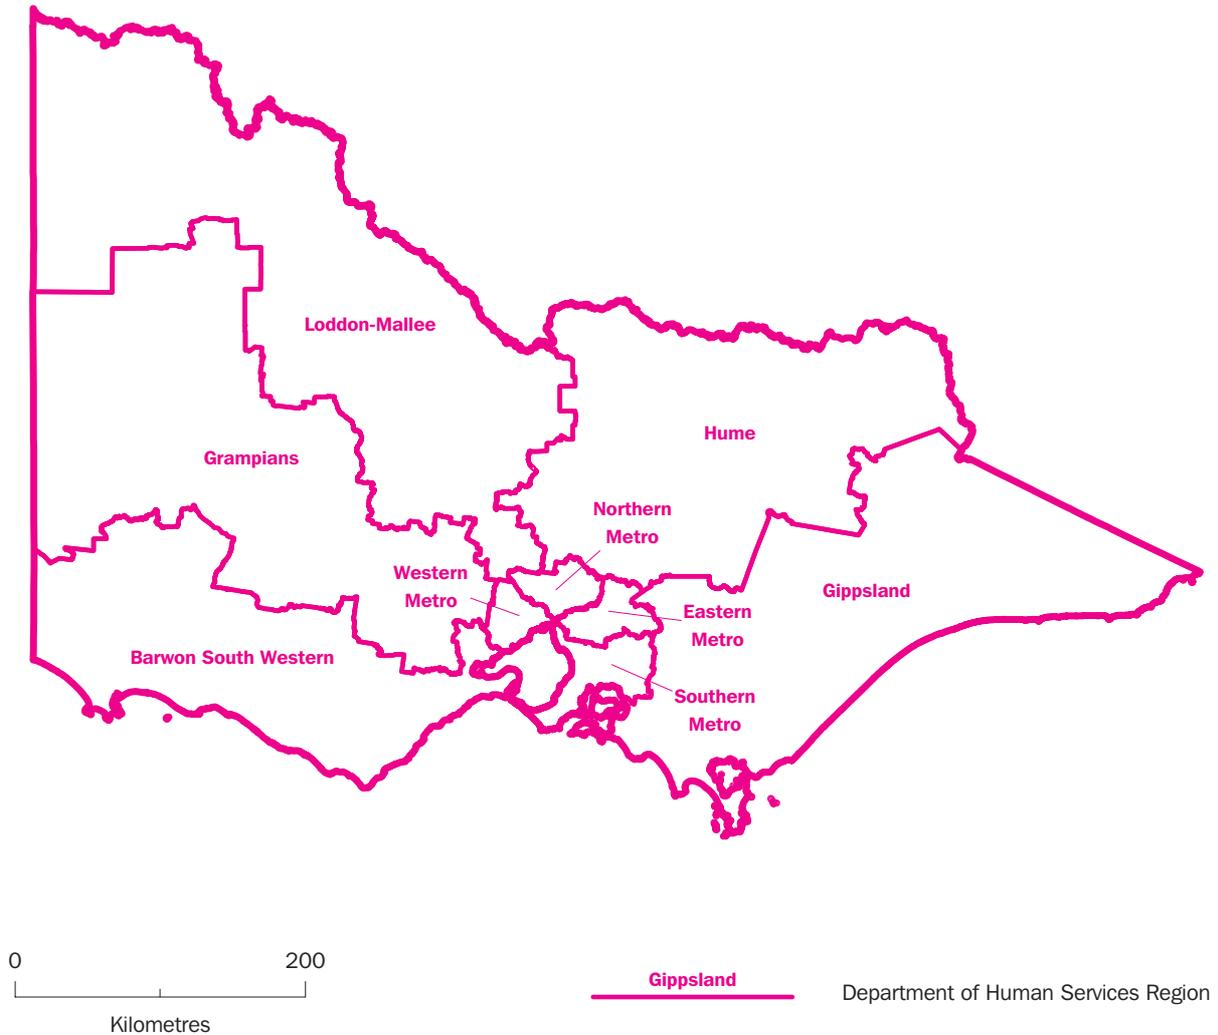 Loddon-Mallee
Hume
Grampians
Northern
Metro
Western
Metro
Gippsland
Eastern
Metro
Barwon South Western
Southern
Metro
0 200
Kilometres
Gippsland
Department of Human Services Region